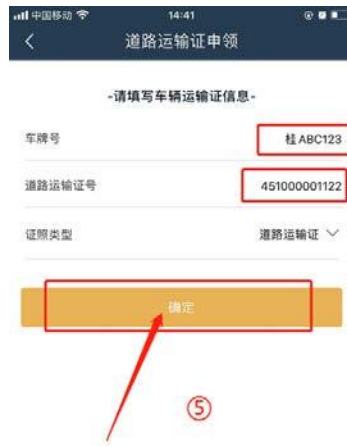 中国移动 14:41
道路运输证申领
-请填写车辆运输证信息-
车牌号 桂ABC123
道路运输证号 451000001122
证照类型 道路运输证
确定
⑤